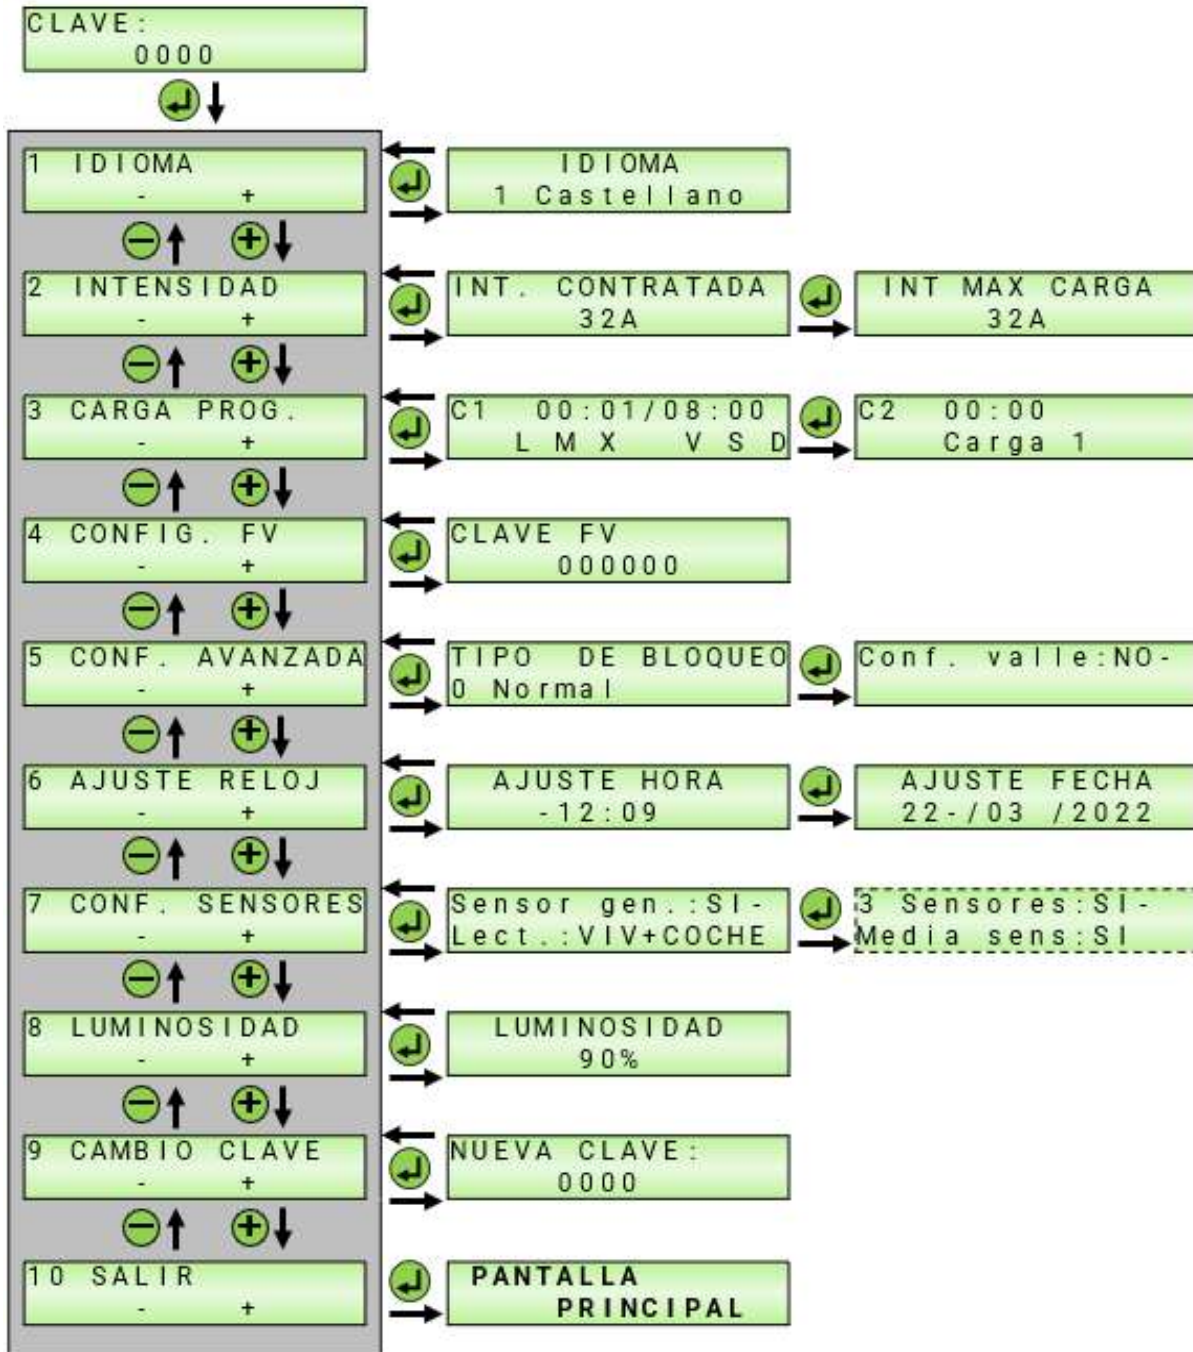 CLAVE:
0000
1 IDIOMA
- +
IDIOMA
1 Castellano
2 INTENSIDAD
- +
INT. CONTRATADA
32A
INT MAX CARGA
32A
3 CARGA PROG.
- +
C1 00:01/08:00
L M X V S D
C2 00:00
Carga 1
4 CONFIG. FV
- +
CLAVE FV
000000
5 CONF. AVANZADA
- +
TIPO DE BLOQUEO
0 Normal
Conf. valle:NO-
6 AJUSTE RELOJ
- +
AJUSTE HORA
-12:09
AJUSTE FECHA
22-/03 /2022
7 CONF. SENSORES
- +
Sensor gen.:SI-
Lect.:VIV+COCHE
3 Sensores:SI-
Media sens:SI
8 LUMINOSIDAD
- +
LUMINOSIDAD
90%
9 CAMBIO CLAVE
- +
NUEVA CLAVE:
0000
10 SALIR
- +
PANTALLA
PRINCIPAL